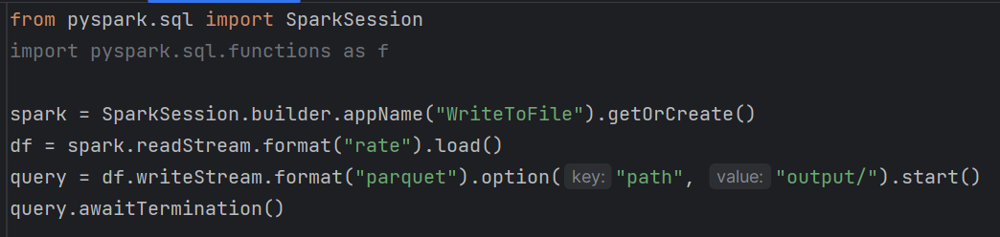 from pyspark.sql import SparkSession
import pyspark.sql.functions as f
spark = SparkSession.builder.appName("WriteToFile").getOrCreate()
df = spark.readStream.format("rate").load()
query = df.writeStream.format("parquet").option( key: "path", value: "output/").start()
query.awaitTermination()